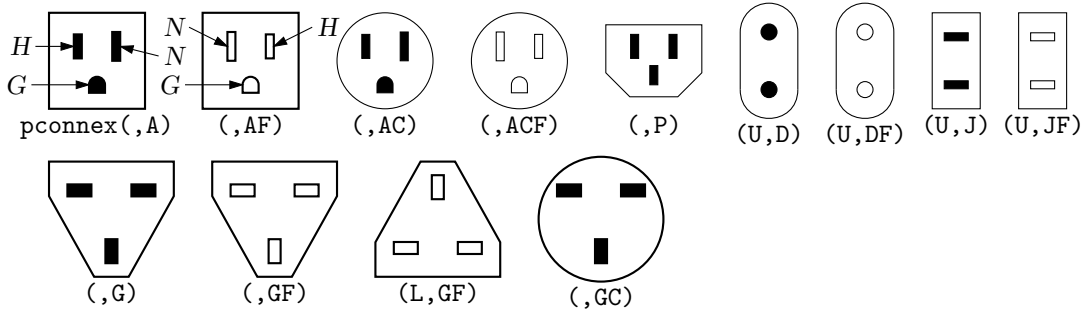 H N G
N H G
pconnex(,A) (,AF) (,AC) (,ACF) (,P) (U,D) (U,DF) (U,J) (U,JF)
(,G) (,GF) (L,GF) (,GC)